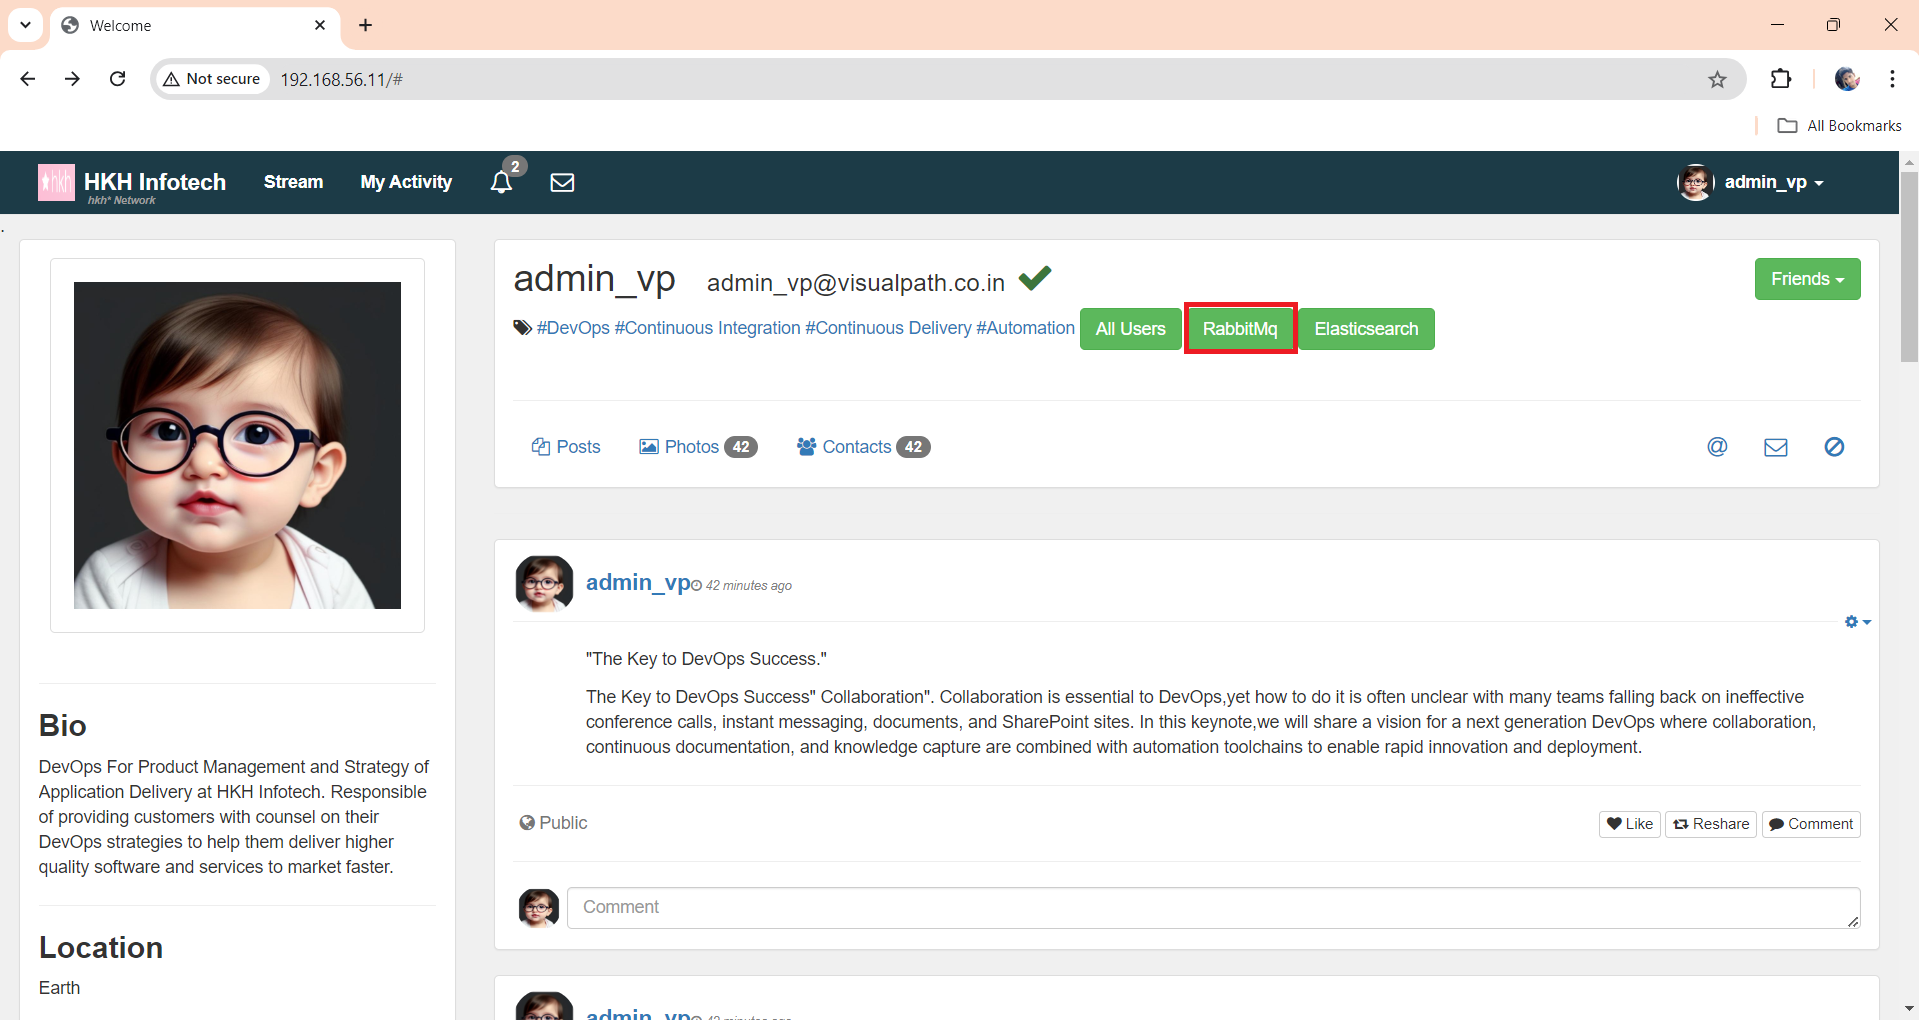 Welcome
Not secure 192.168.56.11/#
All Bookmarks
hkh HKH Infotech
hkh* Network
Stream My Activity 2 admin_vp
.
admin_vp admin_vp@visualpath.co.in Friends
#DevOps #Continuous Integration #Continuous Delivery #Automation All Users RabbitMq Elasticsearch
Posts Photos 42 Contacts 42 @
admin_vp 42 minutes ago
"The Key to DevOps Success."
The Key to DevOps Success" Collaboration". Collaboration is essential to DevOps,yet how to do it is often unclear with many teams falling back on ineffective
conference calls, instant messaging, documents, and SharePoint sites. In this keynote,we will share a vision for a next generation DevOps where collaboration,
continuous documentation, and knowledge capture are combined with automation toolchains to enable rapid innovation and deployment.
Public Like Reshare Comment
Comment
Bio
DevOps For Product Management and Strategy of
Application Delivery at HKH Infotech. Responsible
of providing customers with counsel on their
DevOps strategies to help them deliver higher
quality software and services to market faster.
Location
Earth
admin_vp 42 minutes ago